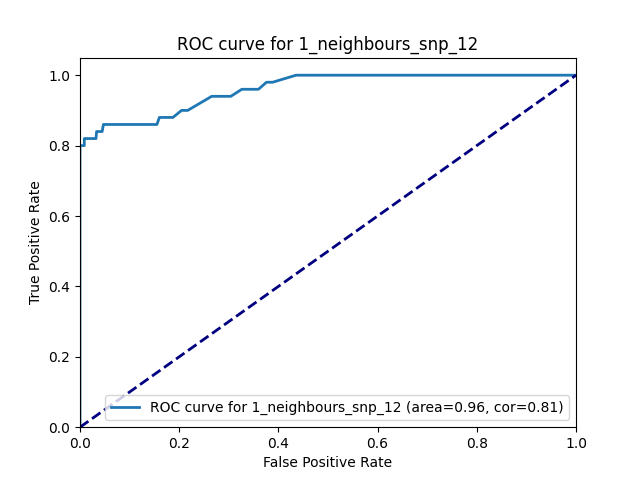 ROC curve for 1_neighbours_snp_12
1.0
0.8
0.6
0.4
0.2
0.0
True Positive Rate
ROC curve for 1_neighbours_snp_12 (area=0.96, cor=0.81)
0.0 0.2 0.4 0.6 0.8 1.0
False Positive Rate